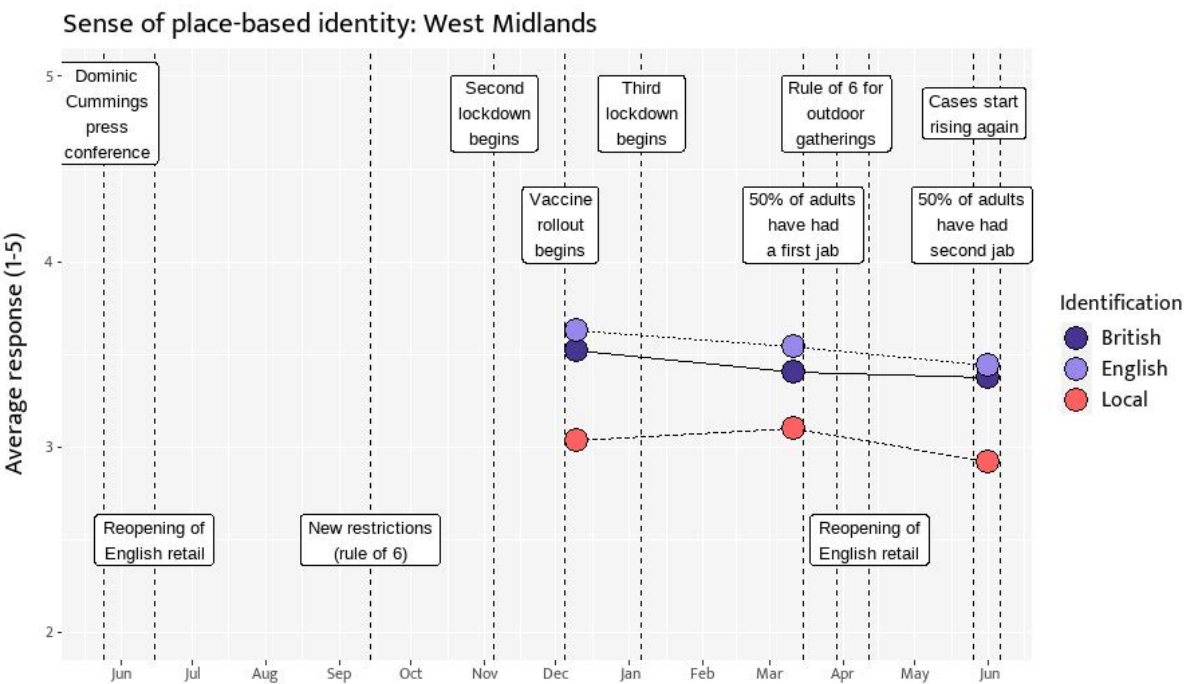 Sense of place-based identity: West Midlands
Average response (1-5)
5
4
3
2
Dominic
Cummings
press
conference
Second
lockdown
begins
Third
lockdown
begins
Rule of 6 for
outdoor
gatherings
Cases start
rising again
Vaccine
rollout
begins
50% of adults
have had
a first jab
50% of adults
have had
second jab
Identification
British
English
Local
Reopening of
English retail
New restrictions
(rule of 6)
Reopening of
English retail
Jun Jul Aug Sep Oct Nov Dec Jan Feb Mar Apr May Jun